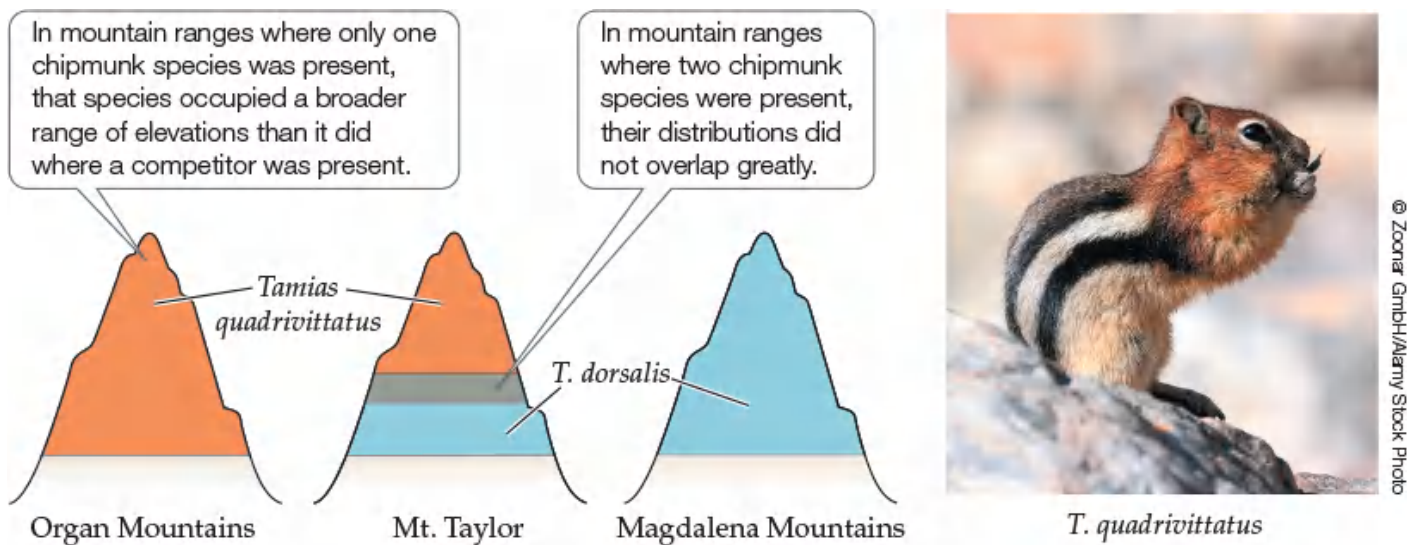 In mountain ranges where only one
chipmunk species was present,
that species occupied a broader
range of elevations than it did
where a competitor was present.
In mountain ranges
where two chipmunk
species were present,
their distributions did
not overlap greatly.
Tamias
quadrivittatus
T. dorsalis
Organ Mountains
Mt. Taylor
Magdalena Mountains
T. quadrivittatus
© Zoonar GmbH/Alamy Stock Photo